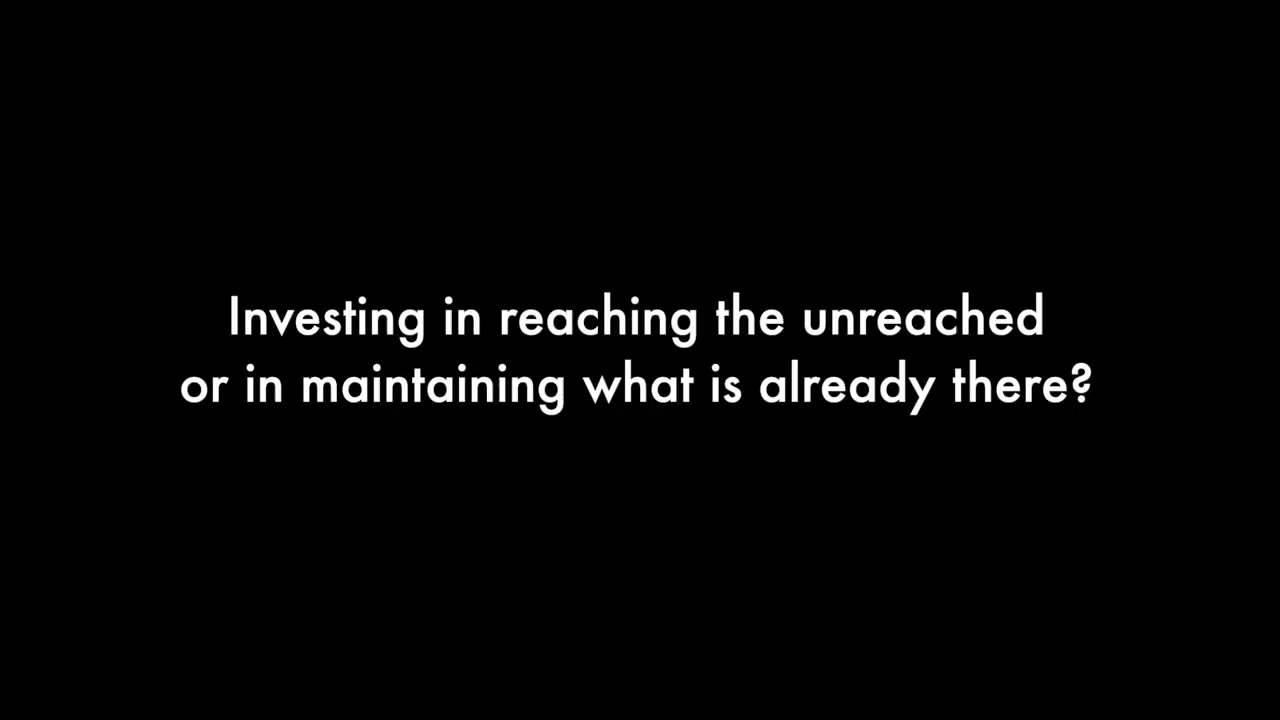 Investing in reaching the unreached
or in maintaining what is already there?